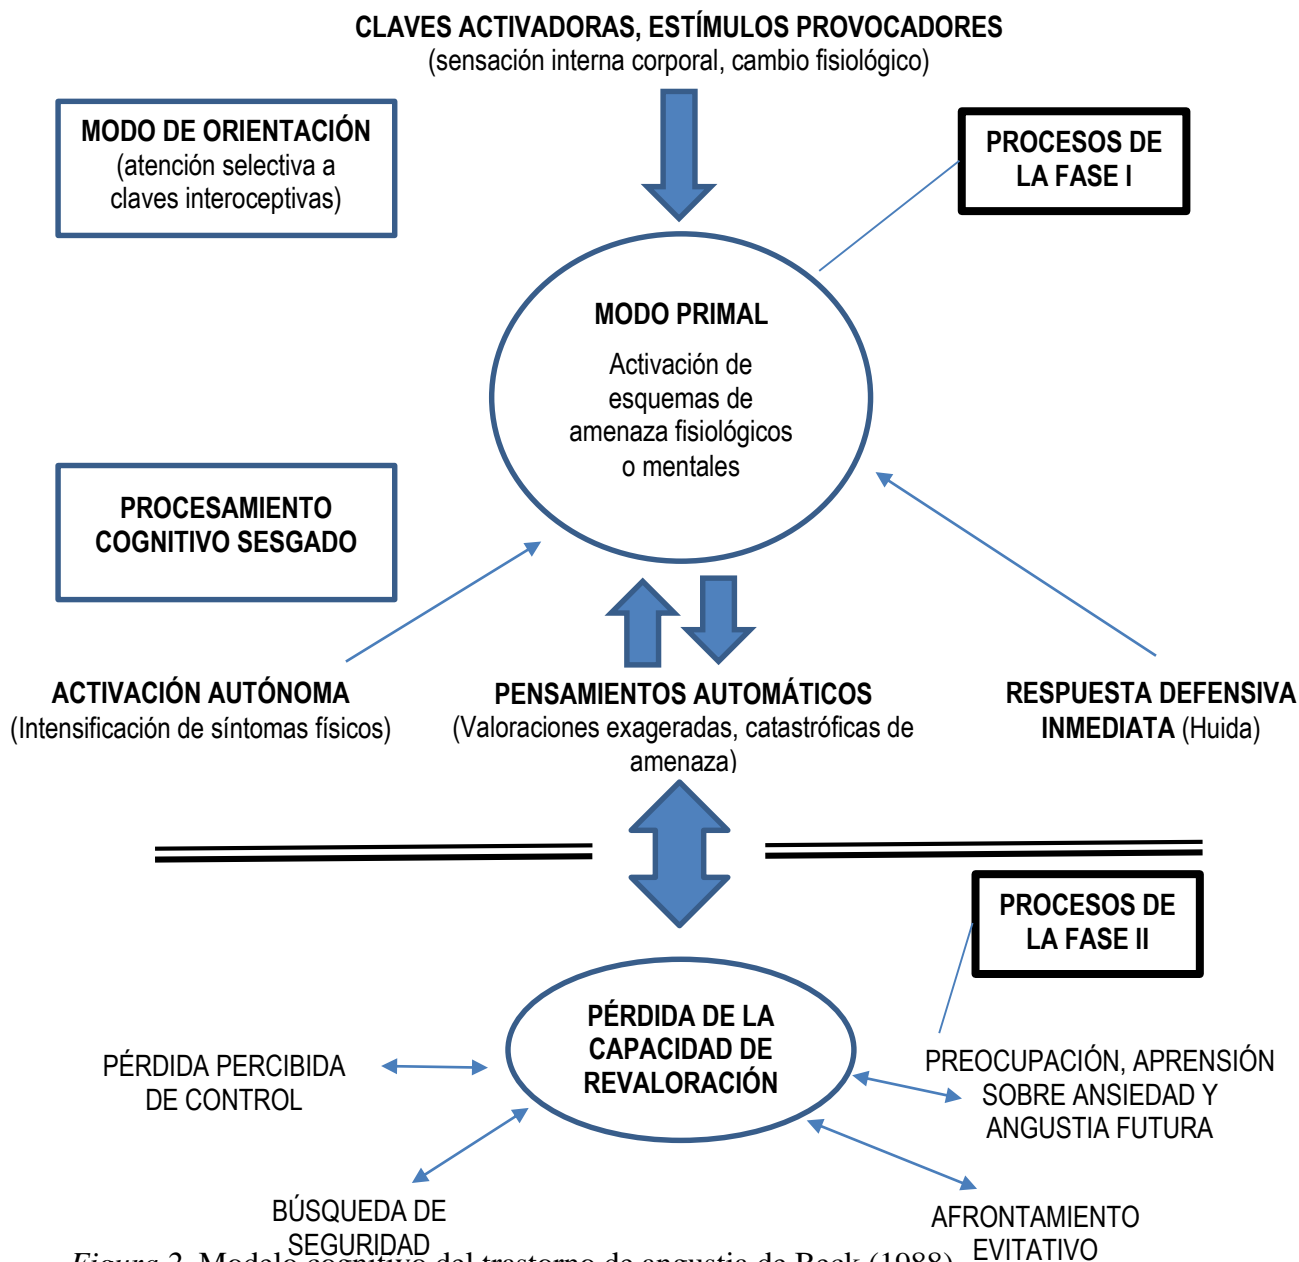 CLAVES ACTIVADORAS, ESTÍMULOS PROVOCADORES
(sensación interna corporal, cambio fisiológico)
MODO DE ORIENTACIÓN
(atención selectiva a
claves interoceptivas)
PROCESOS DE
LA FASE I
MODO PRIMAL
Activación de
esquemas de
amenaza fisiológicos
o mentales
PROCESAMIENTO
COGNITIVO SESGADO
ACTIVACIÓN AUTÓNOMA
(Intensificación de síntomas físicos)
PENSAMIENTOS AUTOMÁTICOS
(Valoraciones exageradas, catastróficas de
amenaza)
RESPUESTA DEFENSIVA
INMEDIATA (Huida)
PROCESOS DE
LA FASE II
PÉRDIDA DE LA
CAPACIDAD DE
REVALORACIÓN
PÉRDIDA PERCIBIDA
DE CONTROL
PREOCUPACIÓN, APRENSIÓN
SOBRE ANSIEDAD Y
ANGUSTIA FUTURA
BÚSQUEDA DE
SEGURIDAD
AFRONTAMIENTO
EVITATIVO
Figura 2. Modelo cognitivo del trastorno de angustia de Beck (1988)